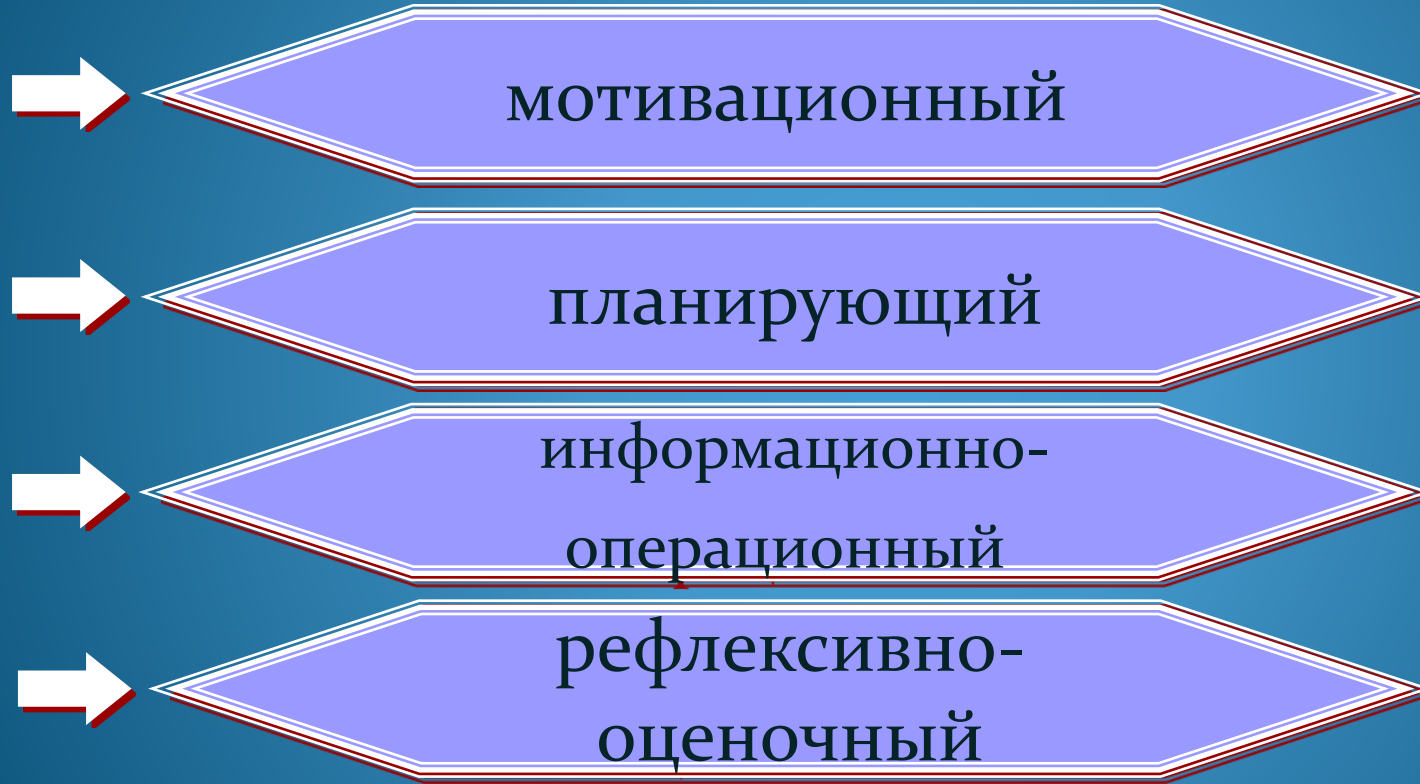 мотивационный
планирующий
информационно-
операционный
рефлексивно-
оценочный